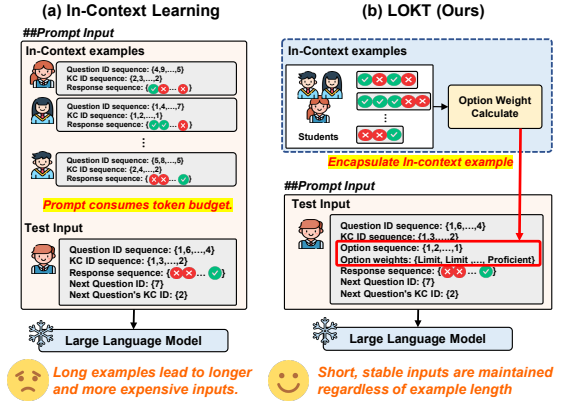 (a) In-Context Learning
##Prompt Input
In-Context examples
Question ID sequence: {4,9,...,5}
KC ID sequence: {2,3,...,2}
Response sequence: { ... }
Question ID sequence: {1,4,...,7}
KC ID sequence: {1,2,...,1}
Response sequence: { ... }
Question ID sequence: {5,8,...,5}
KC ID sequence: {2,4,...,2}
Response sequence: { ... }
Prompt consumes token budget.
Test Input
Question ID sequence: {1,6,...,4}
KC ID sequence: {1,3,...,2}
Response sequence: { ... }
Next Question ID: {7}
Next Question's KC ID: {2}
Large Language Model
Long examples lead to longer
and more expensive inputs.
(b) LOKT (Ours)
In-Context examples
Students
Option Weight
Calculate
Encapsulate In-context example
##Prompt Input
Test Input
Question ID sequence: {1,6,...,4}
KC ID sequence: {1,3,...,2}
Option sequence: {1,2,...,1}
Option weights: {Limit, Limit ,..., Proficient}
Response sequence: { ... }
Next Question ID: {7}
Next Question's KC ID: {2}
Large Language Model
Short, stable inputs are maintained
regardless of example length